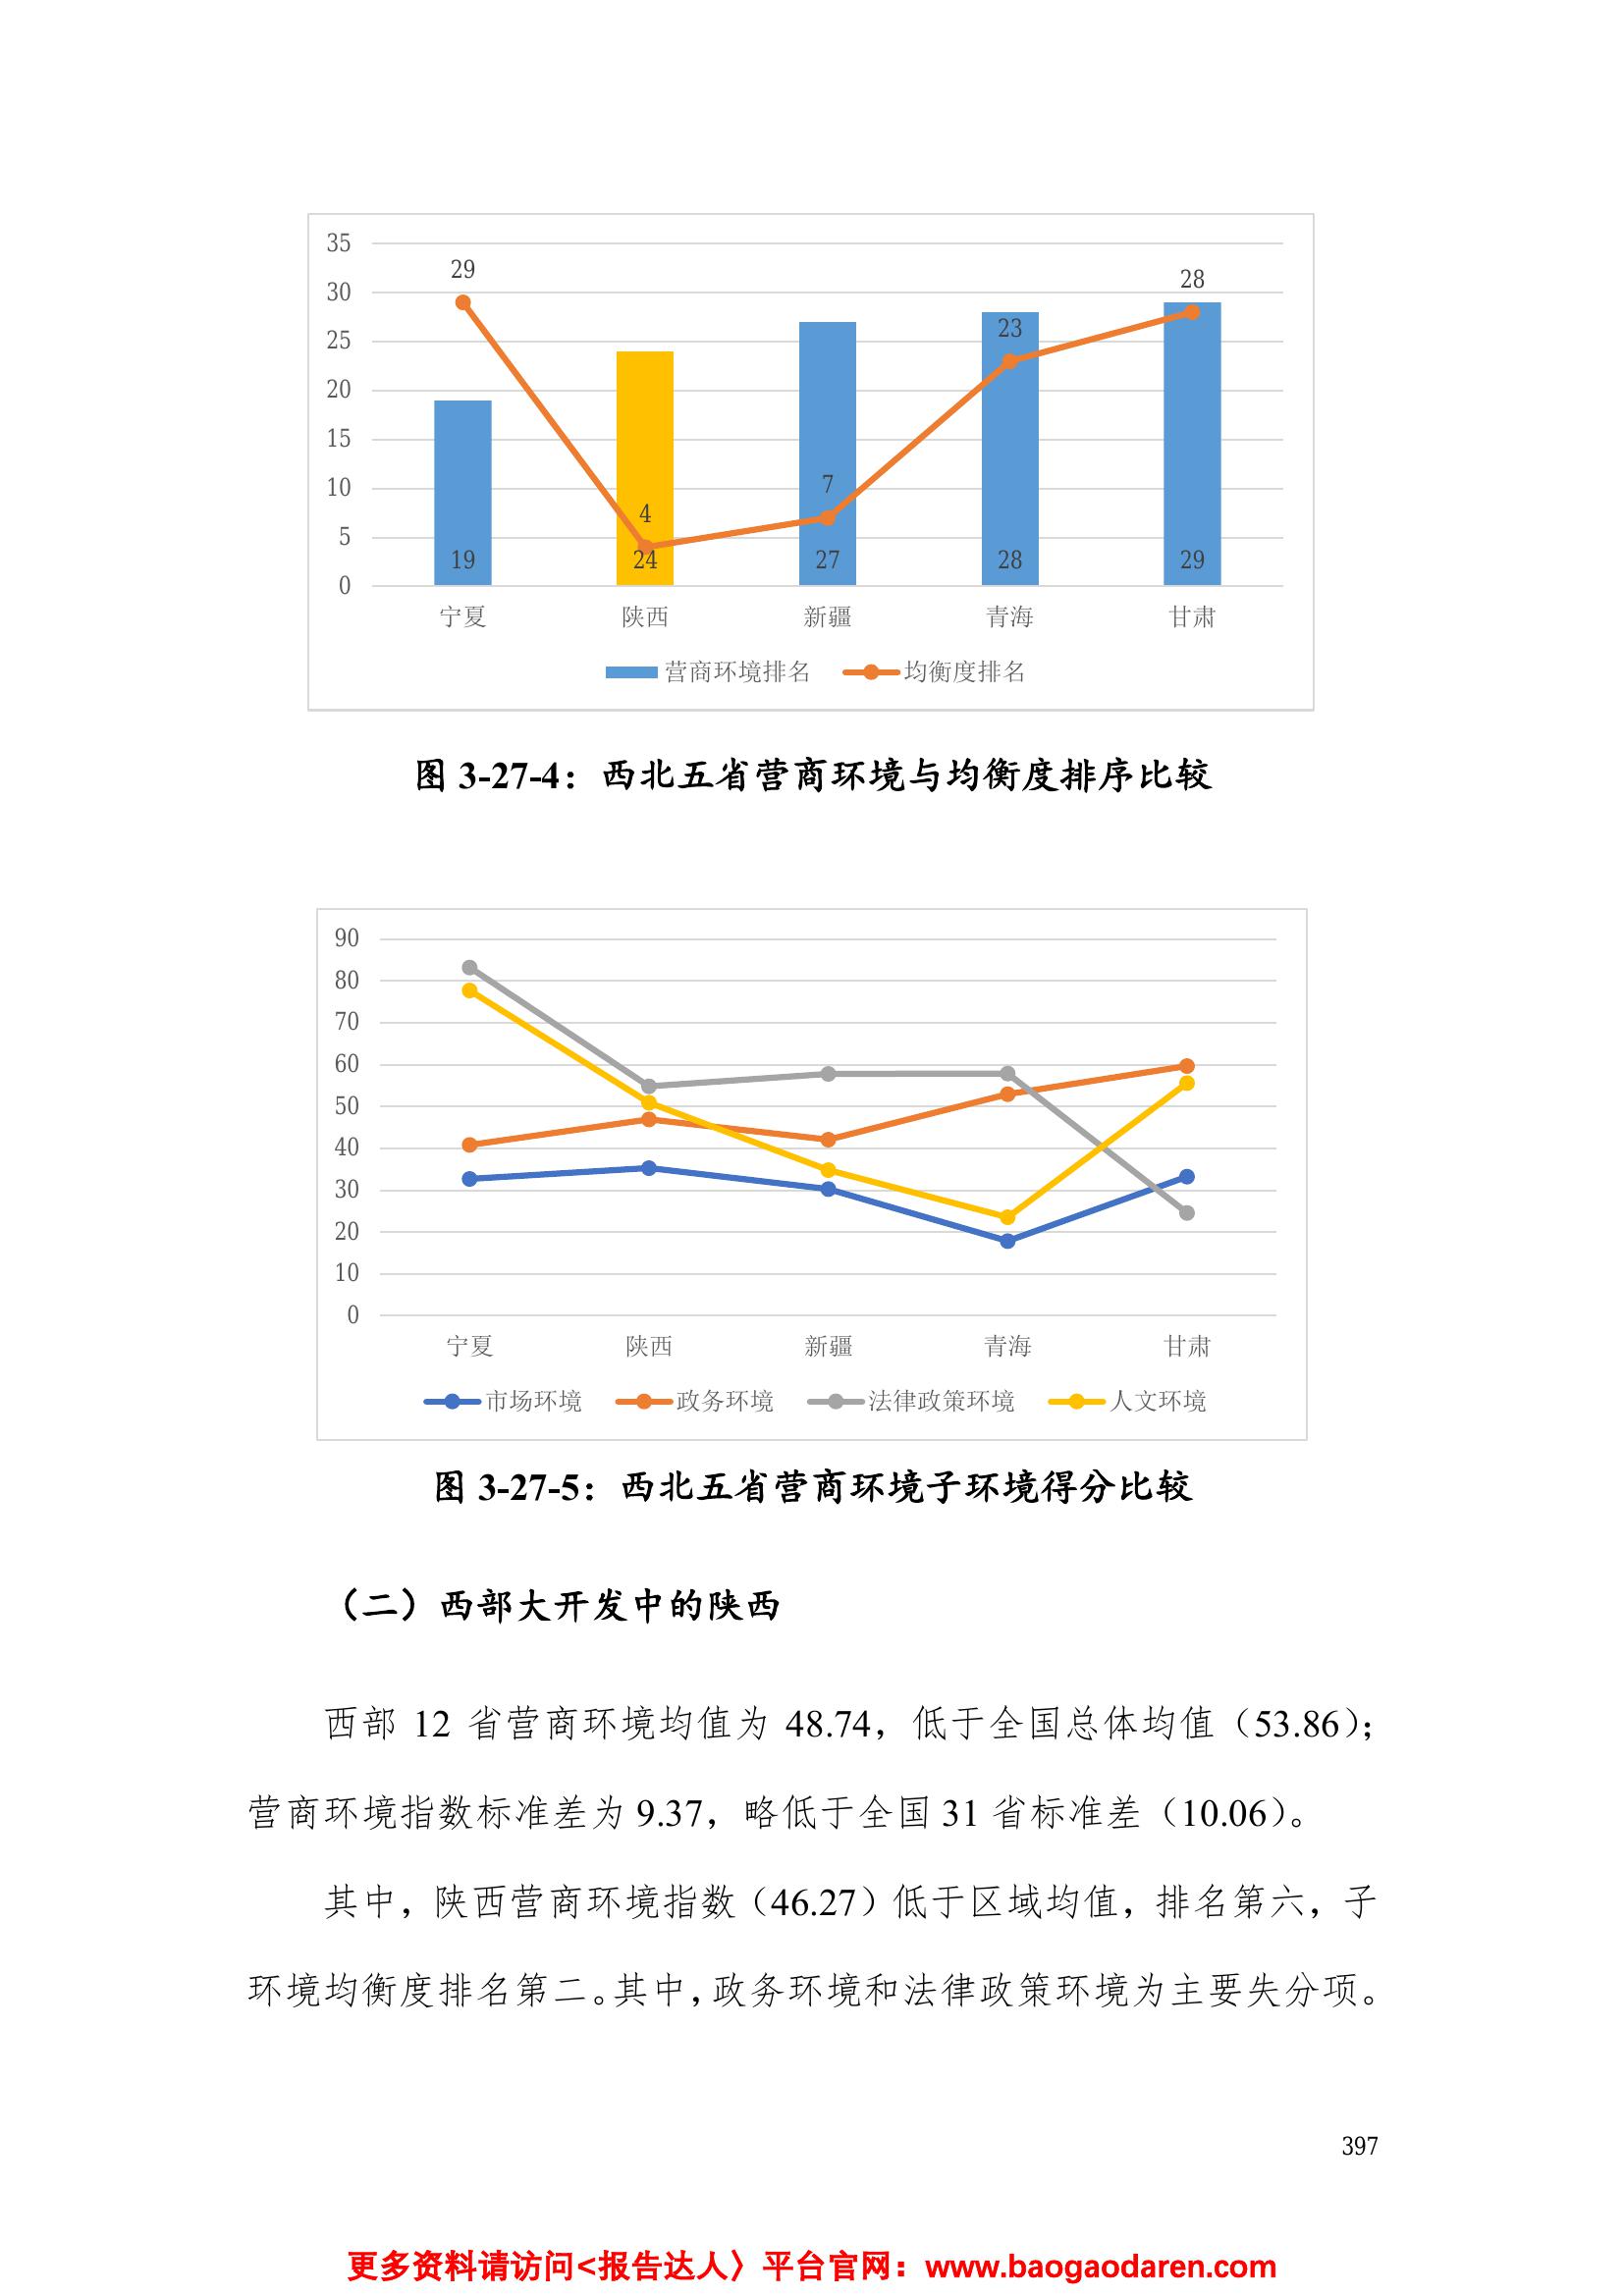 35
30
25
20
15
10
5
0
29
4
7
23
28
19
24
27
28
29
宁夏 陕西 新疆 青海 甘肃
营商环境排名 均衡度排名
图 3-27-4：西北五省营商环境与均衡度排序比较
90
80
70
60
50
40
30
20
10
0
宁夏 陕西 新疆 青海 甘肃
市场环境 政务环境 法律政策环境 人文环境
图 3-27-5：西北五省营商环境子环境得分比较
（二）西部大开发中的陕西
西部 12 省营商环境均值为 48.74，低于全国总体均值（53.86）；
营商环境指数标准差为 9.37，略低于全国 31 省标准差（10.06）。
其中，陕西营商环境指数（46.27）低于区域均值，排名第六，子
环境均衡度排名第二。其中，政务环境和法律政策环境为主要失分项。
397
更多资料请访问<报告达人〉平台官网：www.baogaodaren.com